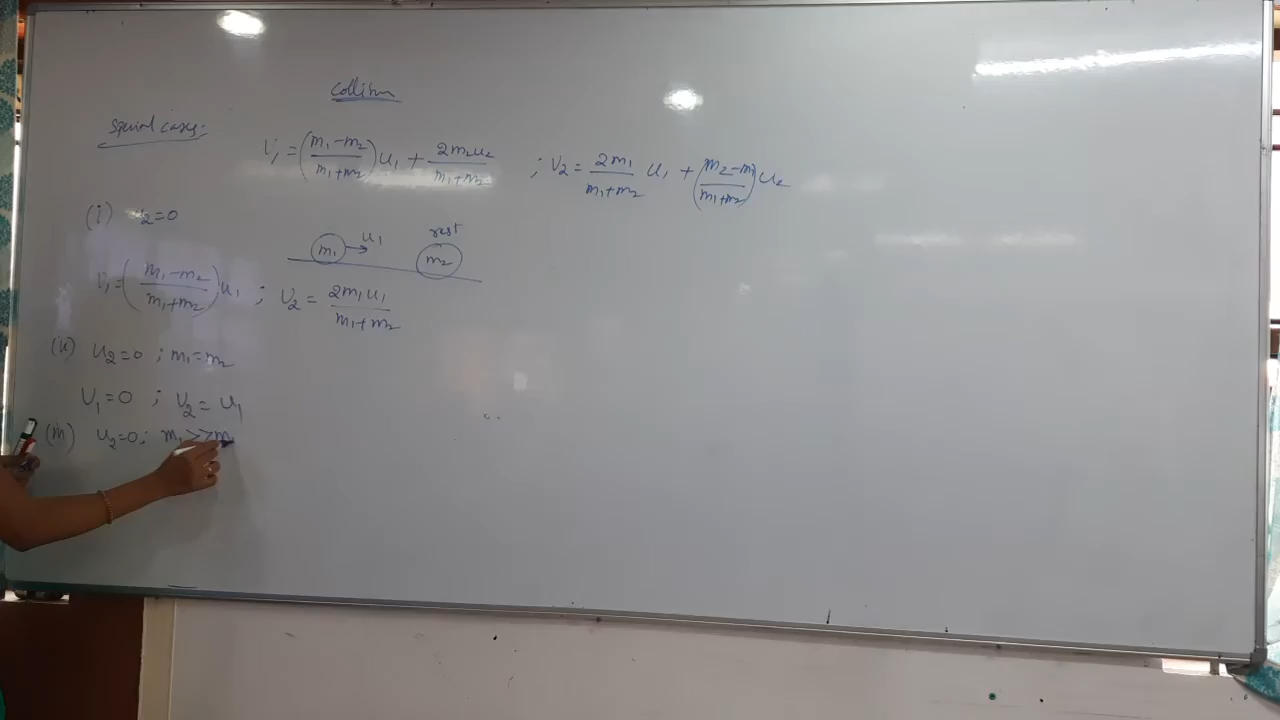 Collision
Special cases:-
V₁ = ((m₁-m₂)/(m₁+m₂))u₁ + 2m₂u₂/(m₁+m₂) ; V₂ = 2m₁/(m₁+m₂) u₁ + ((m₂-m₁)/(m₁+m₂))u₂
(i) u₂=0
m₁ → u₁ rest m₂
V₁=((m₁-m₂)/(m₁+m₂))u₁ ; V₂ = 2m₁u₁/(m₁+m₂)
(ii) u₂=0 ; m₁=m₂
V₁=0 ; V₂= u₁
(iii) u₂=0; m₁>>m